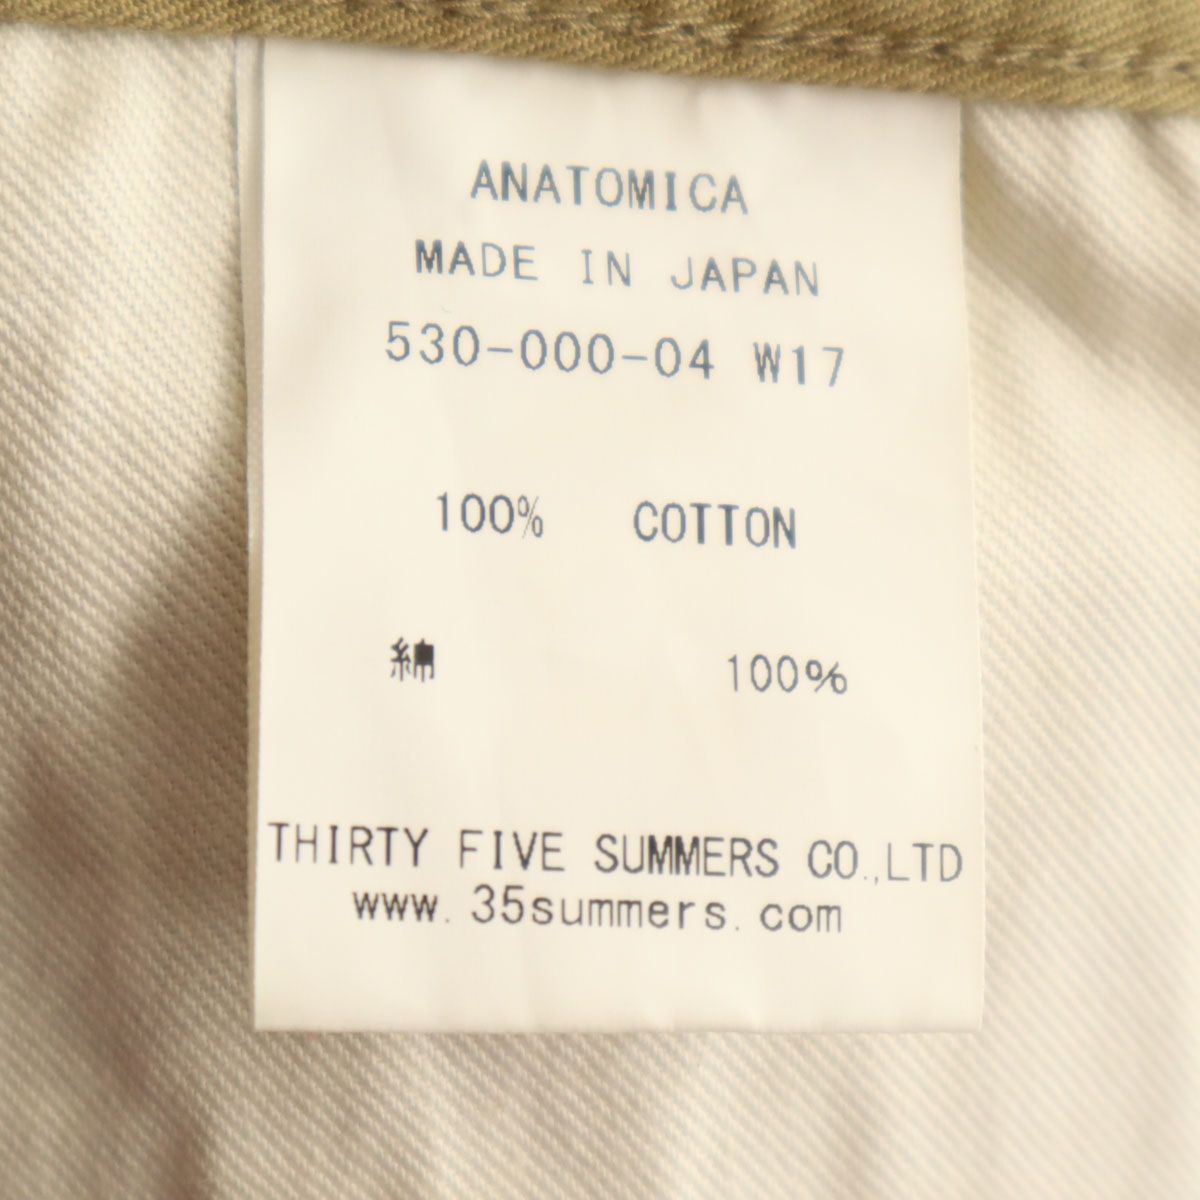 ANATOMICA
MADE IN JAPAN
530-000-04 W17
100% COTTON
綿 100%
THIRTY FIVE SUMMERS CO.,LTD
www.35summers.com